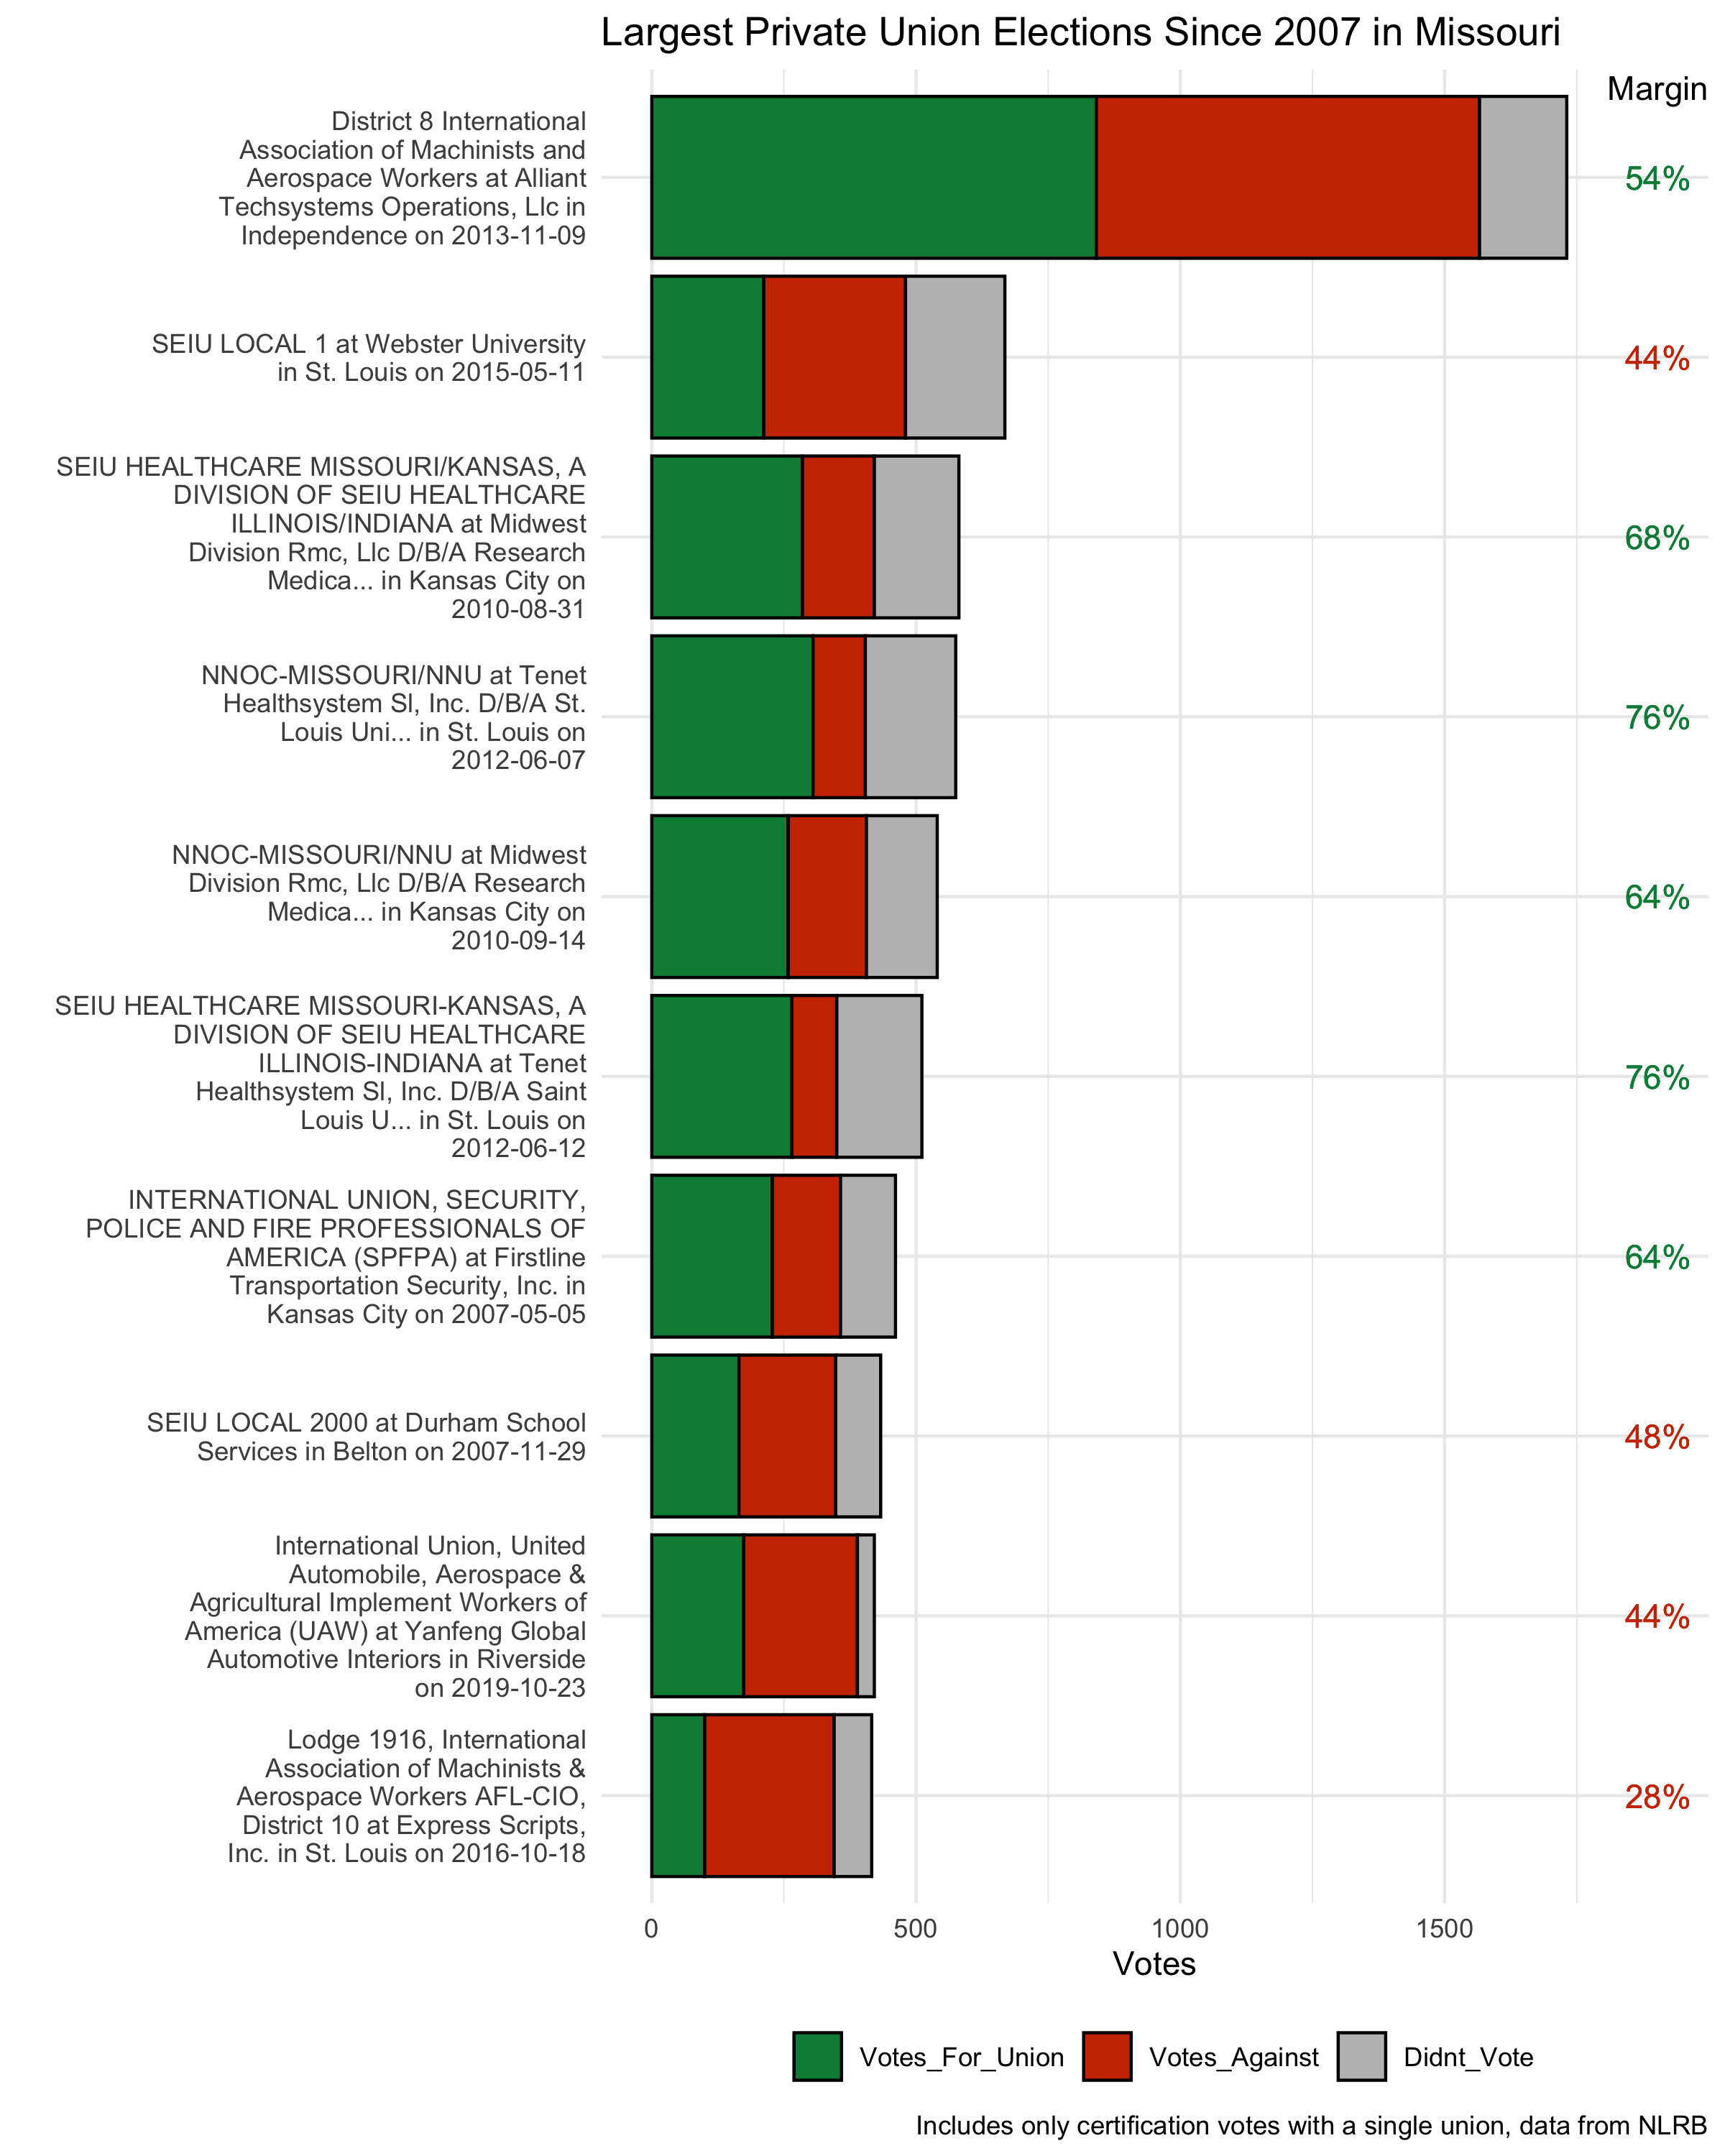 Largest Private Union Elections Since 2007 in Missouri
Margin
District 8 International
Association of Machinists and
Aerospace Workers at Alliant
Techsystems Operations, Llc in
Independence on 2013-11-09
54%
SEIU LOCAL 1 at Webster University
in St. Louis on 2015-05-11
44%
SEIU HEALTHCARE MISSOURI/KANSAS, A
DIVISION OF SEIU HEALTHCARE
ILLINOIS/INDIANA at Midwest
Division Rmc, Llc D/B/A Research
Medica... in Kansas City on
2010-08-31
68%
NNOC-MISSOURI/NNU at Tenet
Healthsystem Sl, Inc. D/B/A St.
Louis Uni... in St. Louis on
2012-06-07
76%
NNOC-MISSOURI/NNU at Midwest
Division Rmc, Llc D/B/A Research
Medica... in Kansas City on
2010-09-14
64%
SEIU HEALTHCARE MISSOURI-KANSAS, A
DIVISION OF SEIU HEALTHCARE
ILLINOIS-INDIANA at Tenet
Healthsystem Sl, Inc. D/B/A Saint
Louis U... in St. Louis on
2012-06-12
76%
INTERNATIONAL UNION, SECURITY,
POLICE AND FIRE PROFESSIONALS OF
AMERICA (SPFPA) at Firstline
Transportation Security, Inc. in
Kansas City on 2007-05-05
64%
SEIU LOCAL 2000 at Durham School
Services in Belton on 2007-11-29
48%
International Union, United
Automobile, Aerospace &
Agricultural Implement Workers of
America (UAW) at Yanfeng Global
Automotive Interiors in Riverside
on 2019-10-23
44%
Lodge 1916, International
Association of Machinists &
Aerospace Workers AFL-CIO,
District 10 at Express Scripts,
Inc. in St. Louis on 2016-10-18
28%
0 500 1000 1500
Votes
Votes_For_Union Votes_Against Didnt_Vote
Includes only certification votes with a single union, data from NLRB